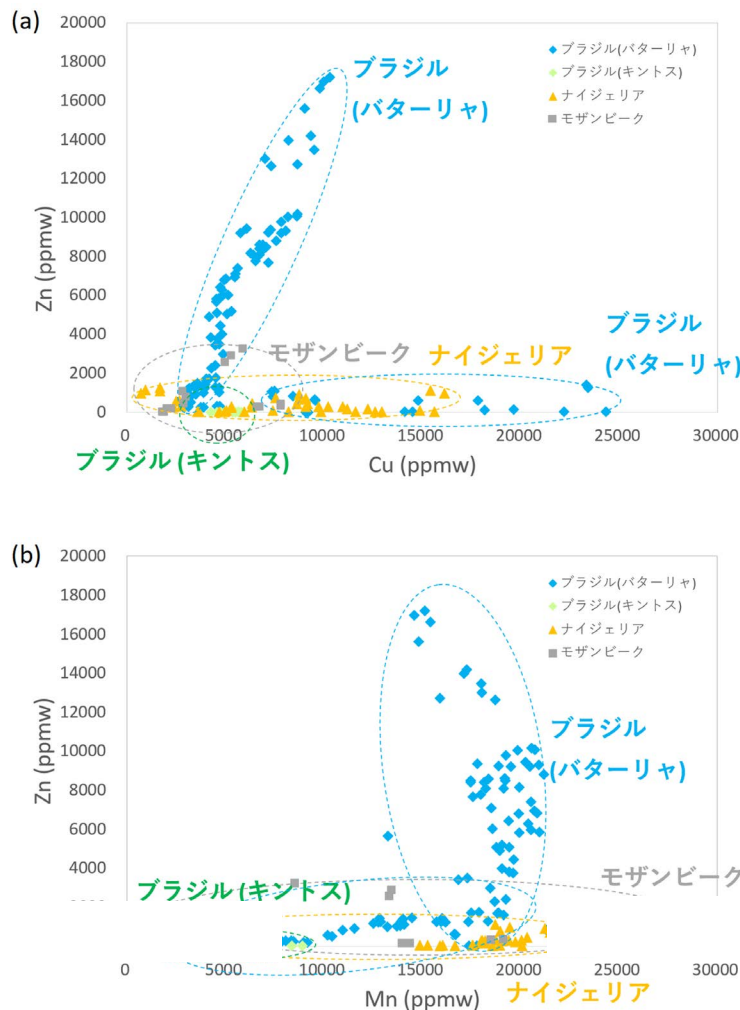 (a)
20000
18000
16000
14000
12000
10000
8000
6000
4000
2000
0
Zn (ppmw)
ブラジル
(バターリャ)
ブラジル(バターリャ)
ブラジル(キントス)
ナイジェリア
モザンビーク
モザンビーク
ナイジェリア
ブラジル
(バターリャ)
ブラジル (キントス)
0
5000
10000
15000
20000
25000
30000
Cu (ppmw)
(b)
20000
18000
16000
14000
12000
10000
8000
6000
4000
Zn (ppmw)
ブラジル(バターリャ)
ブラジル(キントス)
ナイジェリア
モザンビーク
ブラジル
(バターリャ)
モザンビーク
ブラジル (キントス)
0
5000
10000
15000
20000
25000
30000
Mn (ppmw)
ナイジェリア